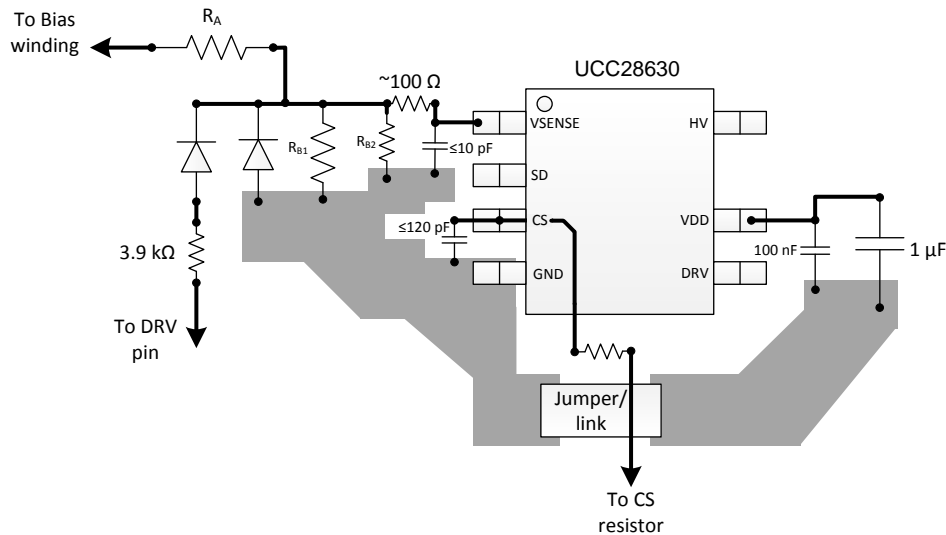 To Bias
winding
RA
~100 Ω
UCC28630
VSENSE
HV
RB1
RB2
≤10 pF
SD
≤120 pF
CS
VDD
3.9 kΩ
100 nF
1 µF
GND
DRV
To DRV
pin
Jumper/
link
To CS
resistor